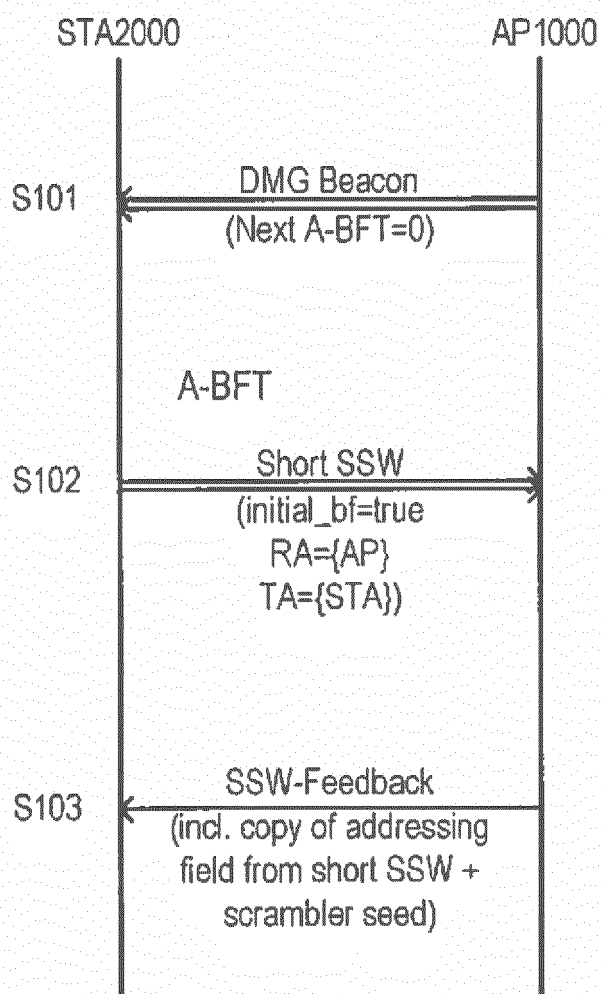 STA2000
AP1000
S101
DMG Beacon
(Next A-BFT=0)
A-BFT
S102
Short SSW
(initial_bf=true
RA={AP}
TA={STA})
S103
SSW-Feedback
(incl. copy of addressing
field from short SSW +
scrambler seed)